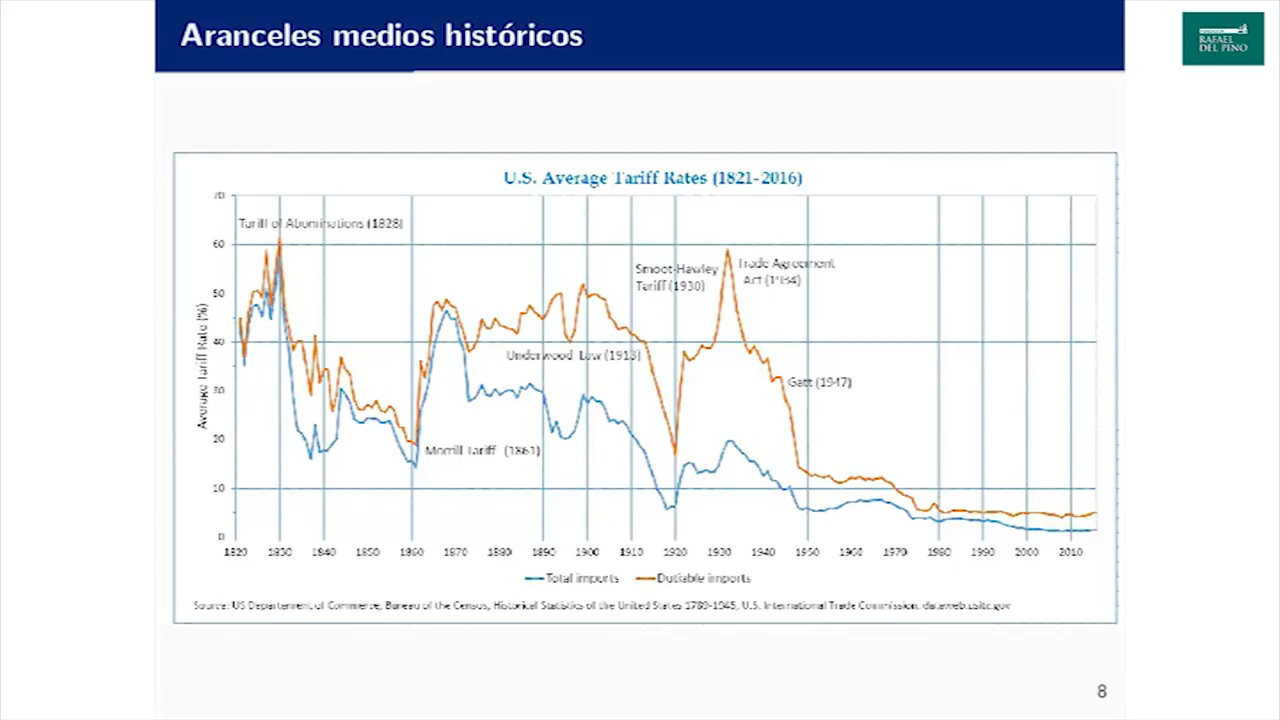 Aranceles medios históricos
FUNDACIÓN
RAFAEL
DEL PINO
U.S. Average Tariff Rates (1821-2016)
Average Tariff Rate (%)
70
60
50
40
30
20
10
0
Tariff of Abominations (1828)
Smoot-Hawley
Tariff (1930)
Trade Agreement
Act (1934)
Underwood Law (1913)
Gatt (1947)
Morrill Tariff (1861)
1820 1830 1840 1850 1860 1870 1880 1890 1900 1910 1920 1930 1940 1950 1960 1970 1980 1990 2000 2010
Total imports Dutiable imports
Source: US Department of Commerce, Bureau of the Census, Historical Statistics of the United States 1789-1945, U.S. International Trade Commission. dataweb.usitc.gov
8